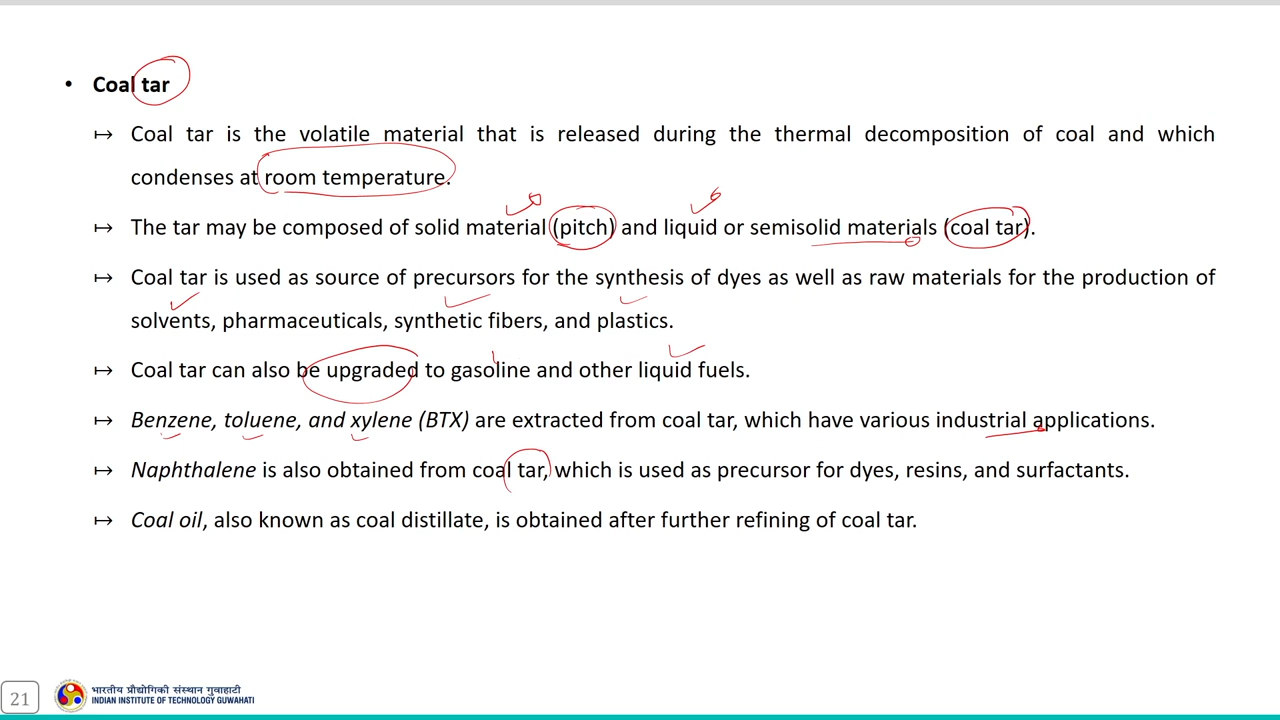 • Coal tar
↦ Coal tar is the volatile material that is released during the thermal decomposition of coal and which
condenses at room temperature.
↦ The tar may be composed of solid material (pitch) and liquid or semisolid materials (coal tar).
↦ Coal tar is used as source of precursors for the synthesis of dyes as well as raw materials for the production of
solvents, pharmaceuticals, synthetic fibers, and plastics.
↦ Coal tar can also be upgraded to gasoline and other liquid fuels.
↦ Benzene, toluene, and xylene (BTX) are extracted from coal tar, which have various industrial applications.
↦ Naphthalene is also obtained from coal tar, which is used as precursor for dyes, resins, and surfactants.
↦ Coal oil, also known as coal distillate, is obtained after further refining of coal tar.
21
भारतीय प्रौद्योगिकी संस्थान गुवाहाटी
INDIAN INSTITUTE OF TECHNOLOGY GUWAHATI